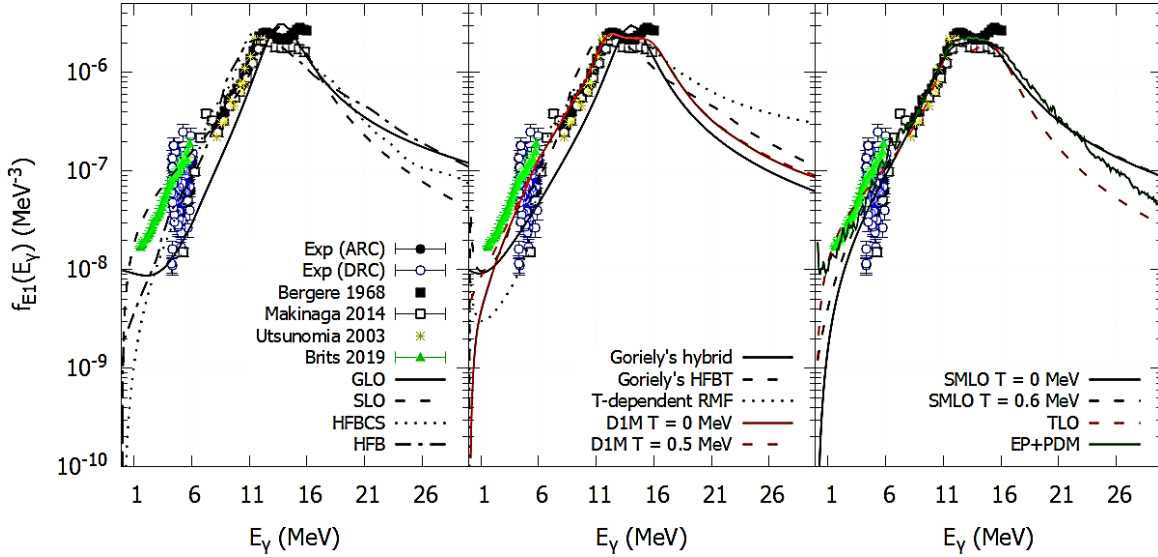 f_E1(E_γ) (MeV⁻³)
10⁻⁶
10⁻⁷
10⁻⁸
10⁻⁹
10⁻¹⁰
Exp (ARC)
Exp (DRC)
Bergere 1968
Makinaga 2014
Utsunomia 2003
Brits 2019
GLO
SLO
HFBCS
HFB
1 6 11 16 21 26
E_γ (MeV)
Goriely's hybrid
Goriely's HFBT
T-dependent RMF
D1M T = 0 MeV
D1M T = 0.5 MeV
1 6 11 16 21 26
E_γ (MeV)
SMLO T = 0 MeV
SMLO T = 0.6 MeV
TLO
EP+PDM
1 6 11 16 21 26
E_γ (MeV)